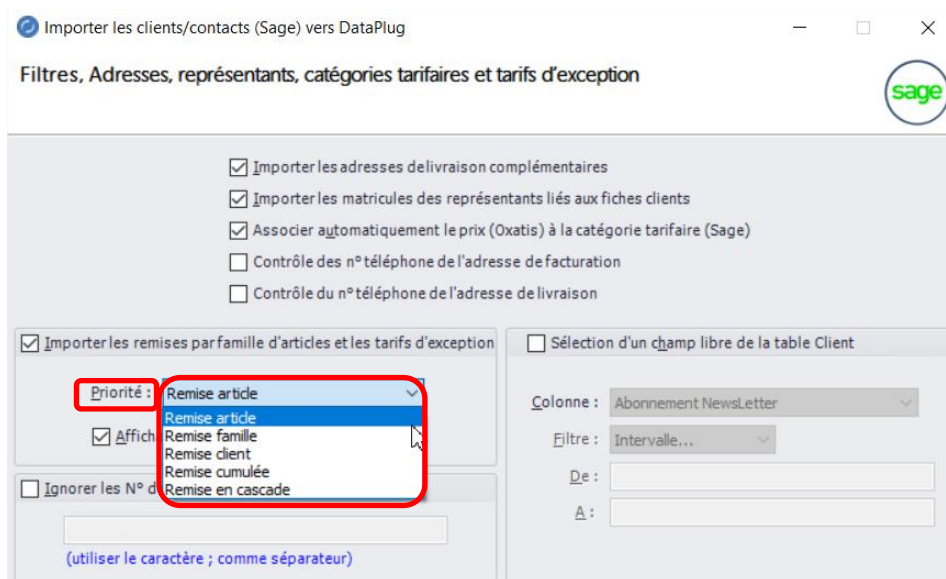 Importer les clients/contacts (Sage) vers DataPlug
Filtres, Adresses, représentants, catégories tarifaires et tarifs d'exception
sage
Importer les adresses de livraison complémentaires
Importer les matricules des représentants liés aux fiches clients
Associer automatiquement le prix (Oxatis) à la catégorie tarifaire (Sage)
Contrôle des n° téléphone de l'adresse de facturation
Contrôle du n° téléphone de l'adresse de livraison
Importer les remises par famille d'articles et les tarifs d'exception
Priorité : Remise article
Remise article
Remise famille
Remise client
Remise cumulée
Remise en cascade
Ignorer les N° d
(utiliser le caractère ; comme séparateur)
Sélection d'un champ libre de la table Client
Colonne : Abonnement NewsLetter
Filtre : Intervalle...
De :
A :